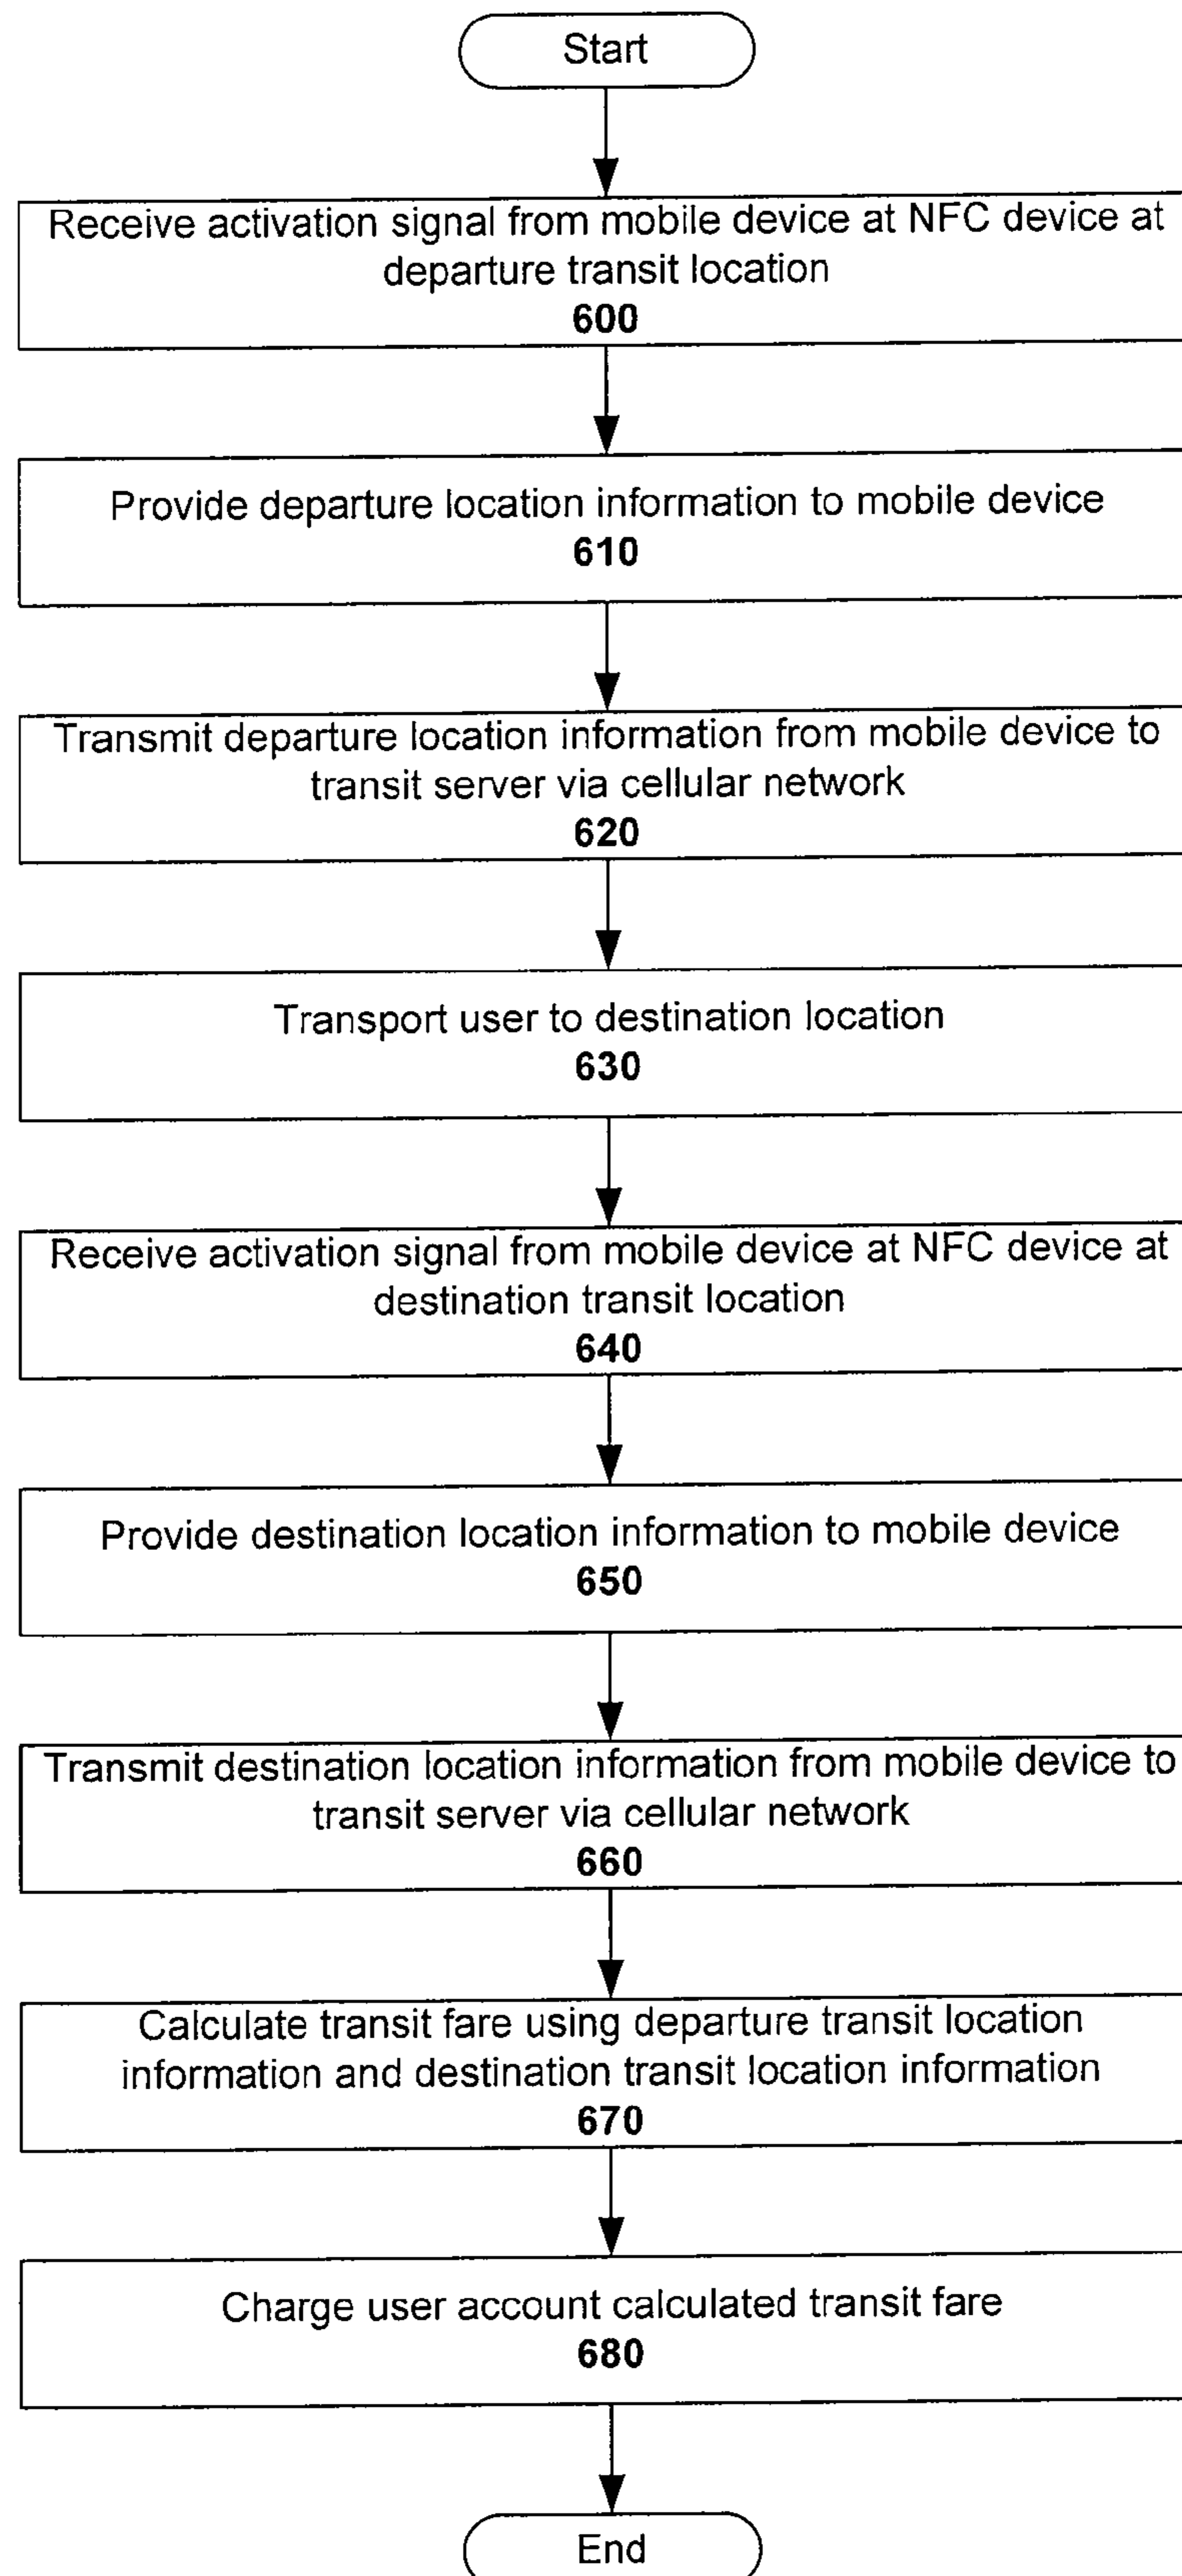 Start
Receive activation signal from mobile device at NFC device at
departure transit location
600
Provide departure location information to mobile device
610
Transmit departure location information from mobile device to
transit server via cellular network
620
Transport user to destination location
630
Receive activation signal from mobile device at NFC device at
destination transit location
640
Provide destination location information to mobile device
650
Transmit destination location information from mobile device to
transit server via cellular network
660
Calculate transit fare using departure transit location
information and destination transit location information
670
Charge user account calculated transit fare
680
End